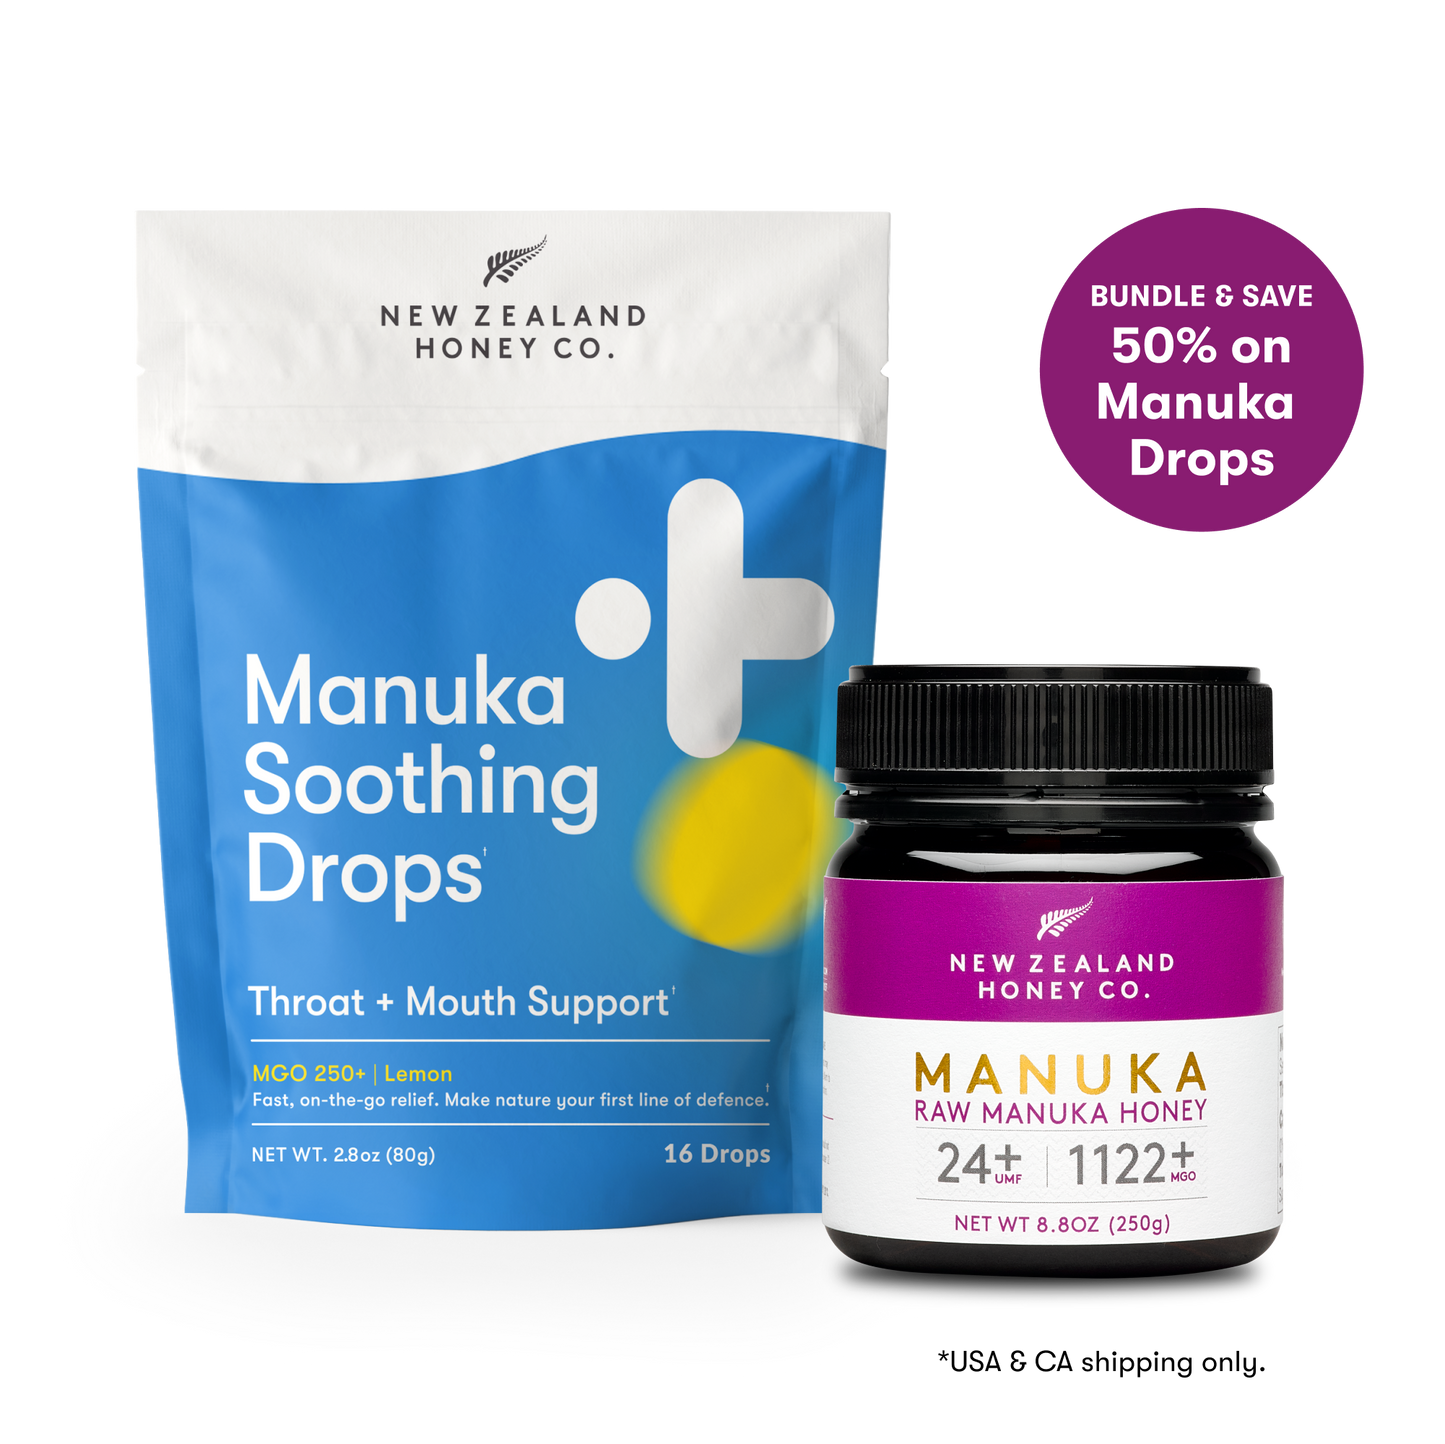 NEW ZEALAND
HONEY CO.
Manuka
Soothing
Drops†
Throat + Mouth Support†
MGO 250+ | Lemon
Fast, on-the-go relief. Make nature your first line of defence.†
NET WT. 2.8oz (80g)
16 Drops
BUNDLE & SAVE
50% on
Manuka
Drops
NEW ZEALAND
HONEY CO.
MANUKA
RAW MANUKA HONEY
24+ UMF | 1122+ MGO
NET WT 8.8OZ (250g)
*USA & CA shipping only.